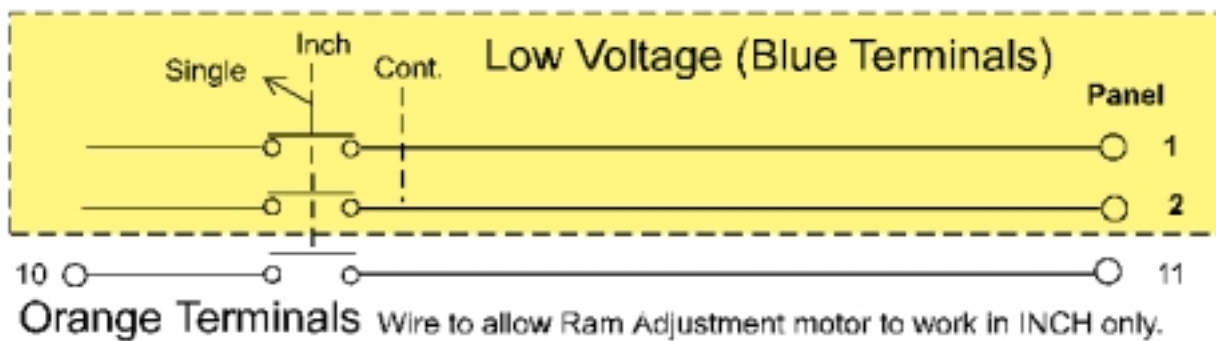 Inch
Low Voltage (Blue Terminals)
Single
Cont.
Panel
1
2
10
11
Orange Terminals Wire to allow Ram Adjustment motor to work in INCH only.